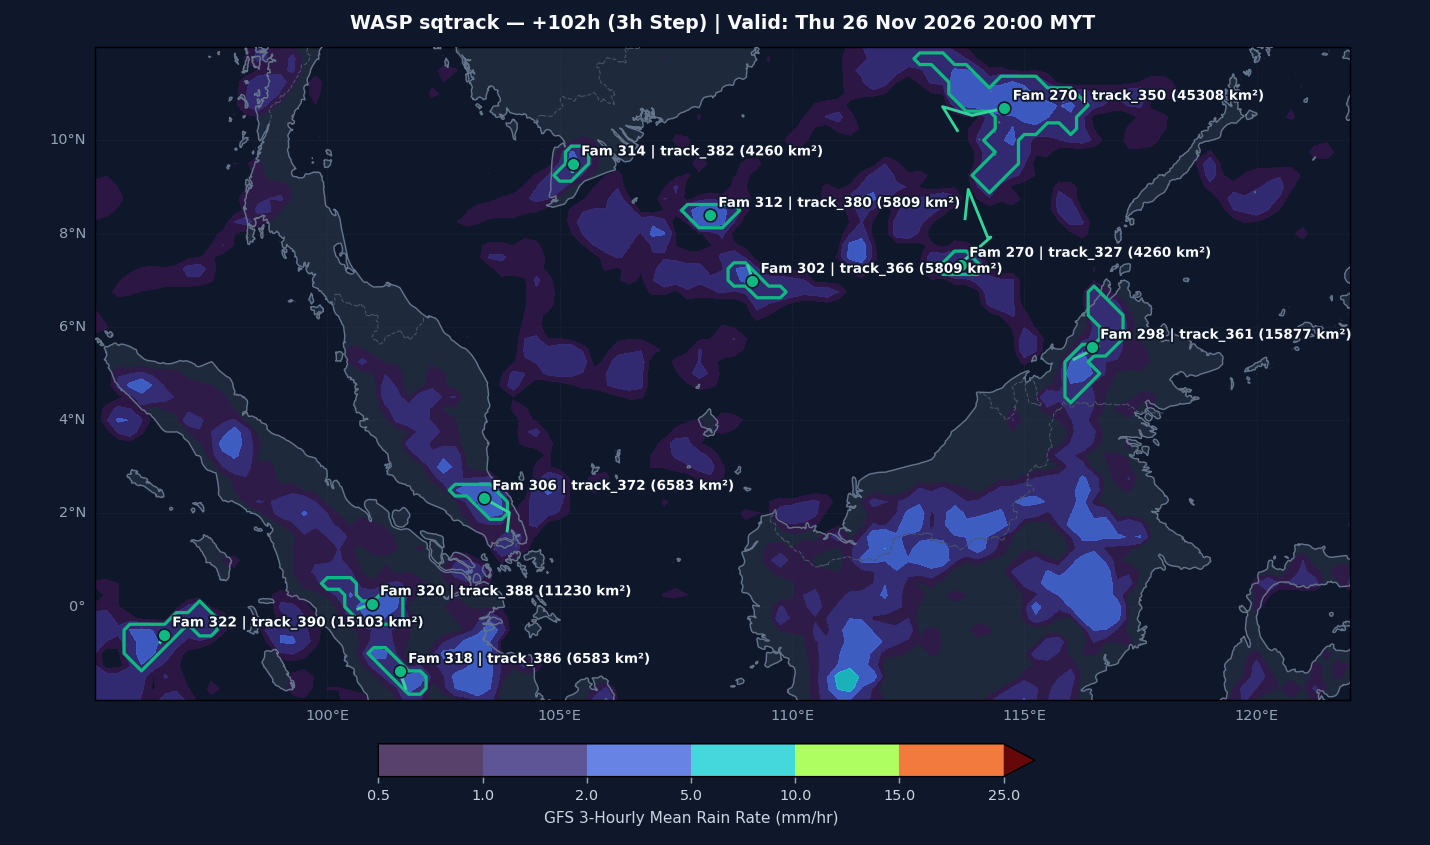 WASP sqtrack — +102h (3h Step) | Valid: Thu 26 Nov 2026 20:00 MYT
Fam 270 | track_350 (45308 km²)
10°N
Fam 314 | track_382 (4260 km²)
Fam 312 | track_380 (5809 km²)
8°N
Fam 270 | track_327 (4260 km²)
Fam 302 | track_366 (5809 km²)
6°N
Fam 298 | track_361 (15877 km²)
4°N
Fam 306 | track_372 (6583 km²)
2°N
Fam 320 | track_388 (11230 km²)
0°
Fam 322 | track_390 (15103 km²)
Fam 318 | track_386 (6583 km²)
100°E 105°E 110°E 115°E 120°E
0.5 1.0 2.0 5.0 10.0 15.0 25.0
GFS 3-Hourly Mean Rain Rate (mm/hr)